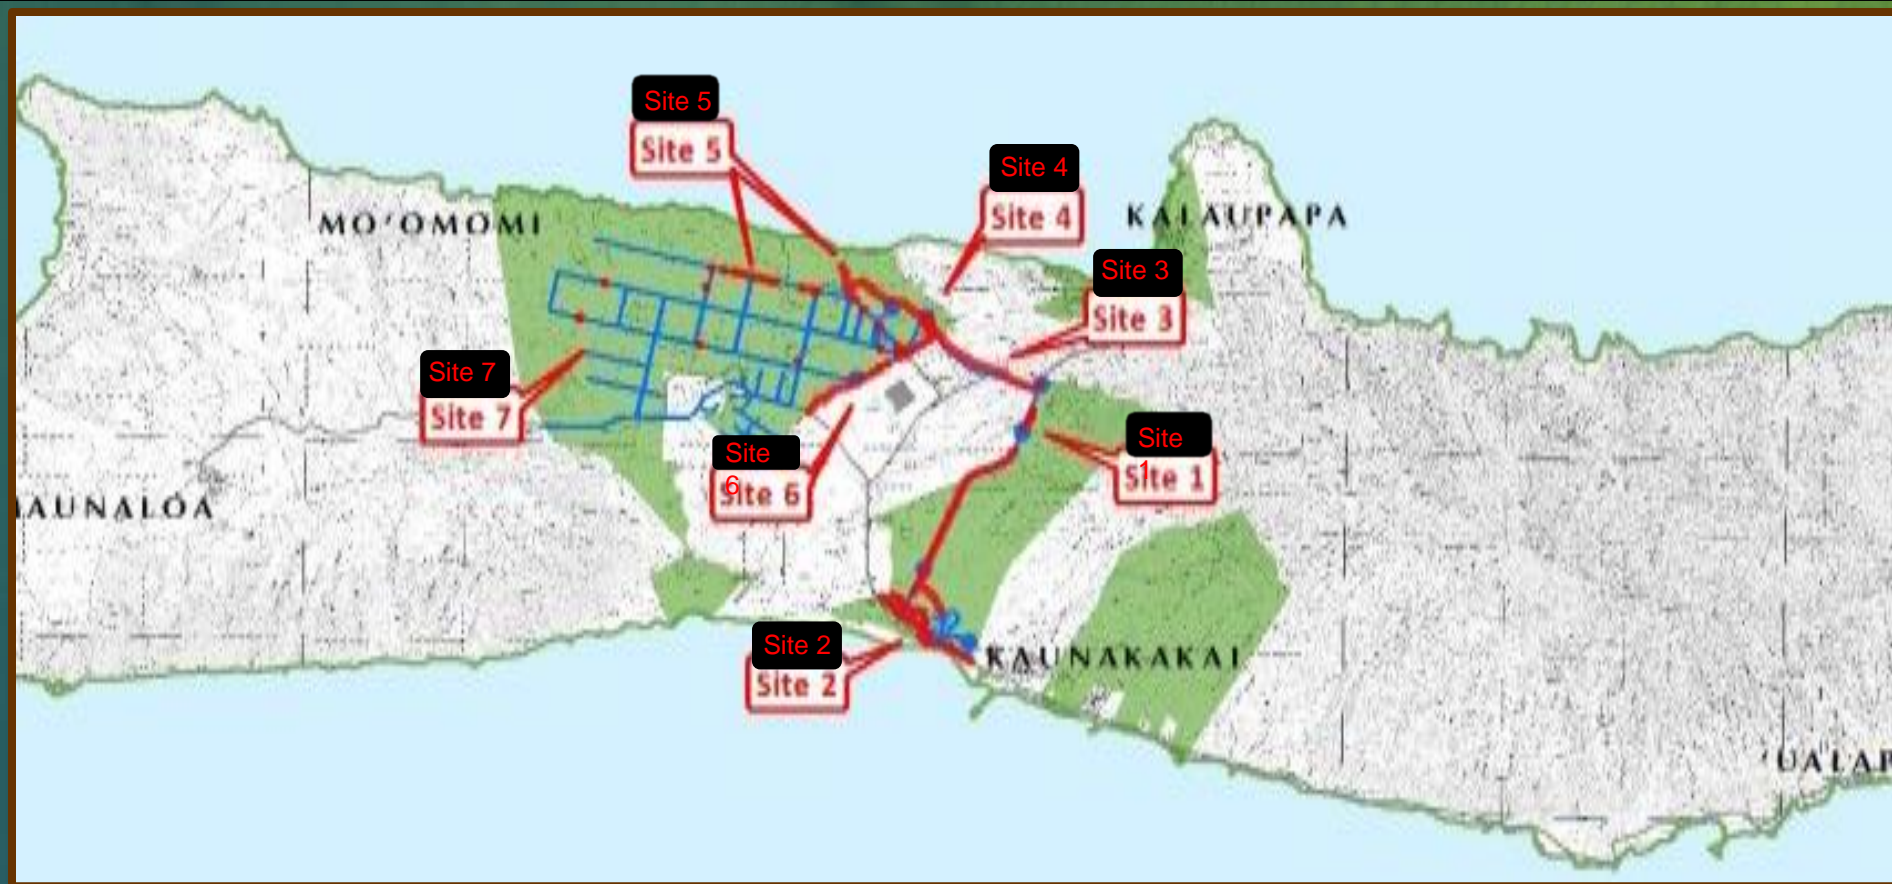 Site 5
Site 5
Site 4
Site 4
MO'OMOMI
KALAUPAPA
Site 3
Site 3
Site 7
Site 7
Site
1
Site 1
Site
6
Site 6
AUNALOA
Site 2
Site 2
KAUNAKAKAI
'UALAP